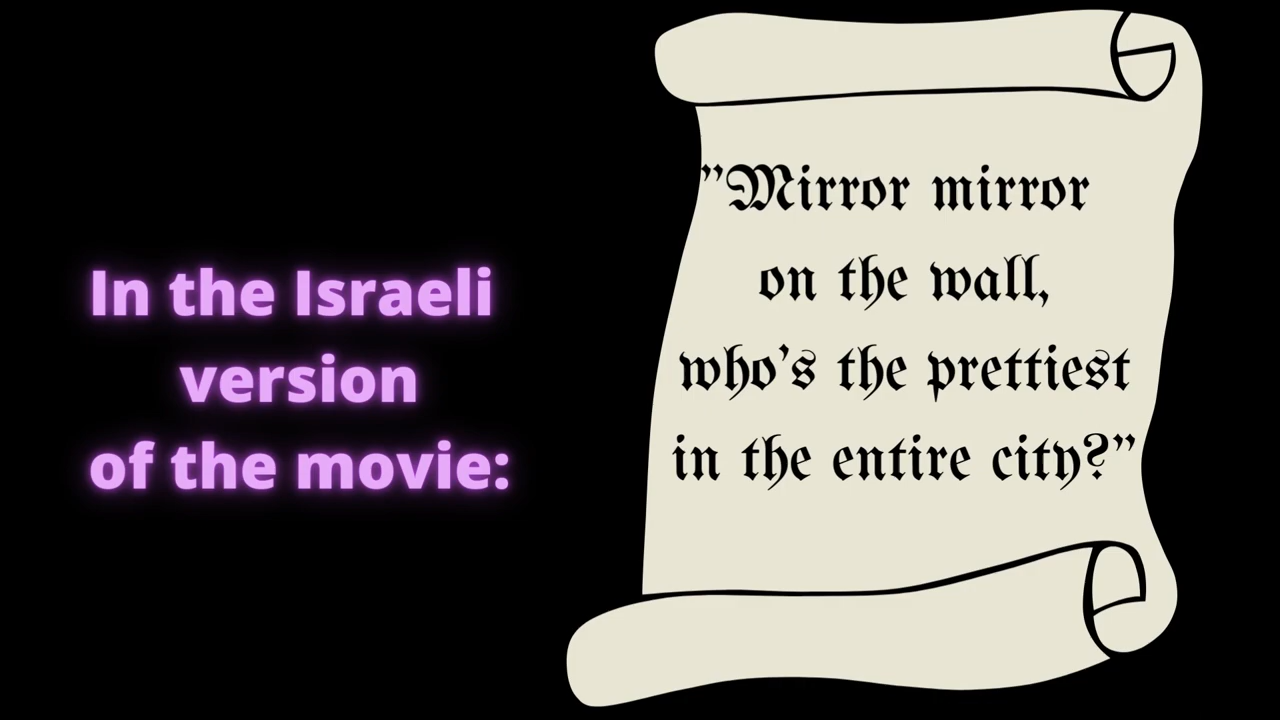 In the Israeli
version
of the movie:
”Mirror mirror
on the wall,
who’s the prettiest
in the entire city?”